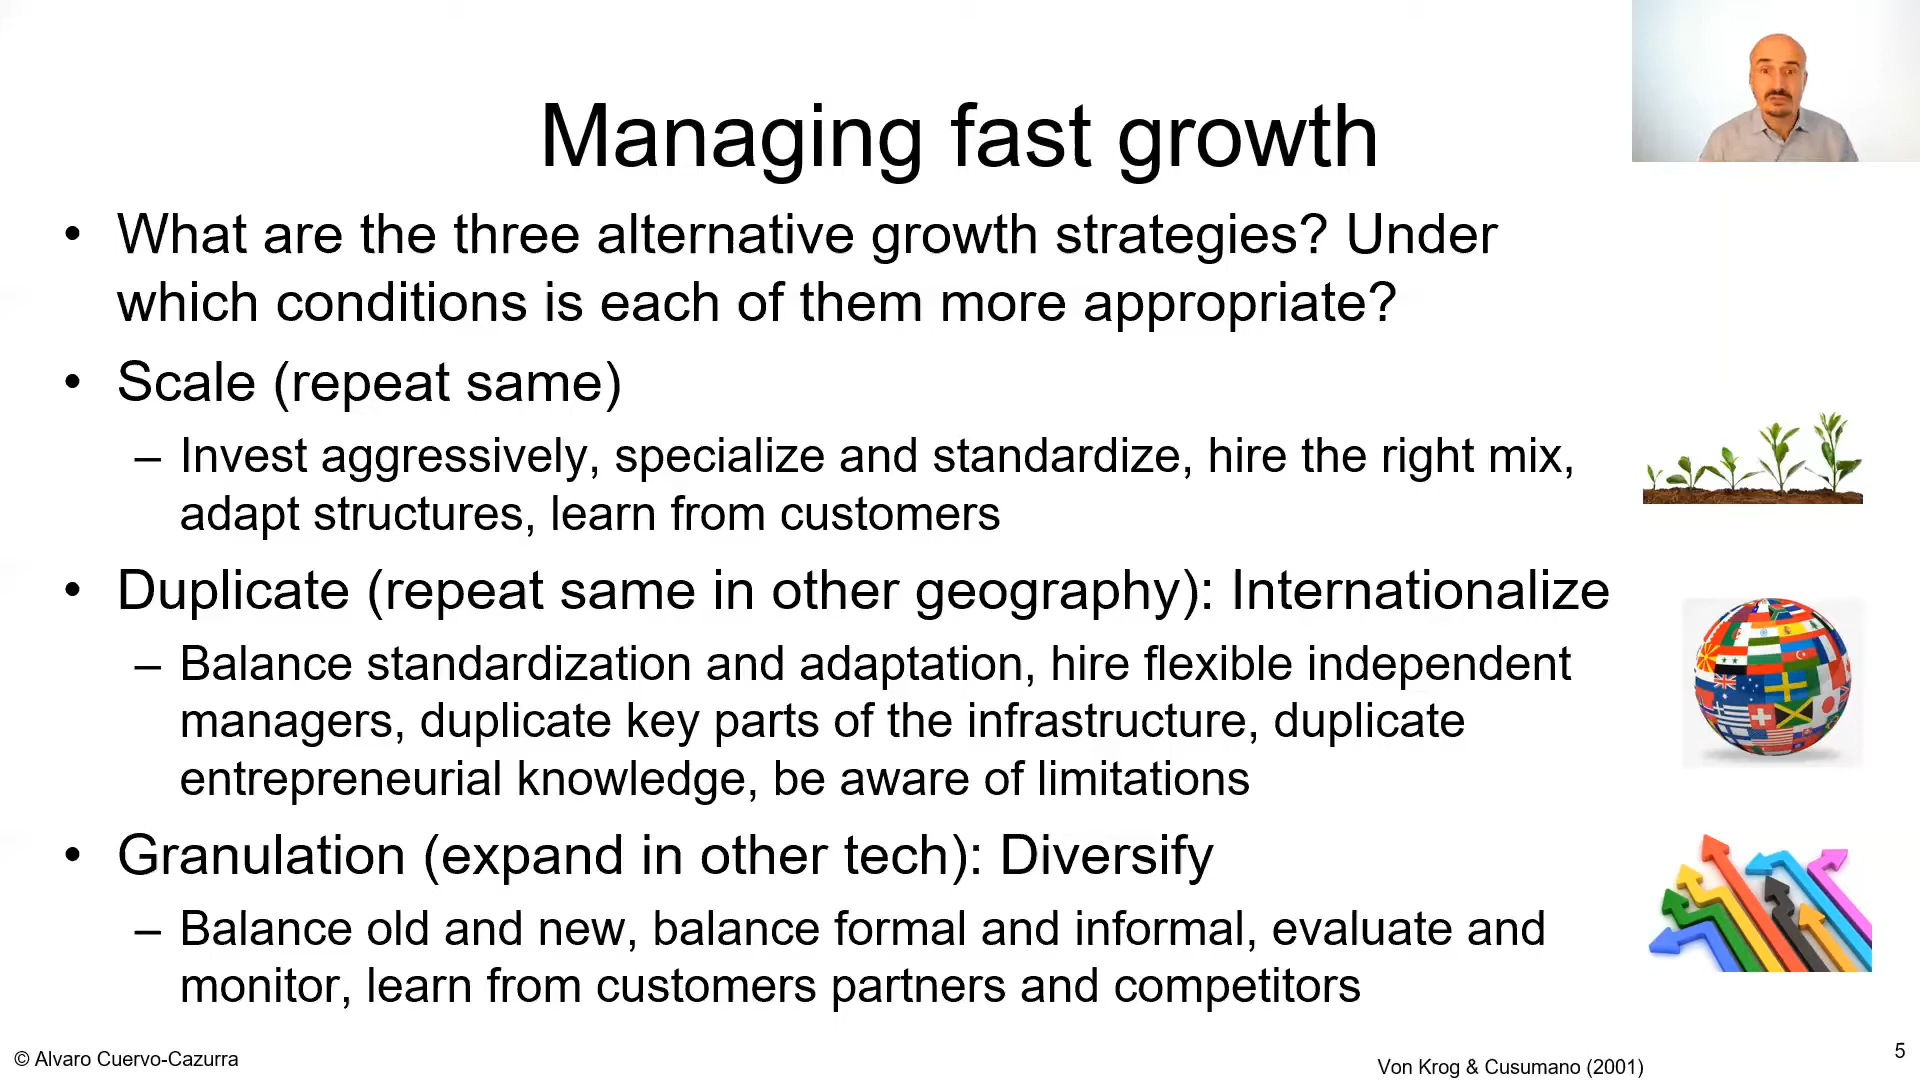 Managing fast growth
• What are the three alternative growth strategies? Under
which conditions is each of them more appropriate?
• Scale (repeat same)
– Invest aggressively, specialize and standardize, hire the right mix,
adapt structures, learn from customers
• Duplicate (repeat same in other geography): Internationalize
– Balance standardization and adaptation, hire flexible independent
managers, duplicate key parts of the infrastructure, duplicate
entrepreneurial knowledge, be aware of limitations
• Granulation (expand in other tech): Diversify
– Balance old and new, balance formal and informal, evaluate and
monitor, learn from customers partners and competitors
© Alvaro Cuervo-Cazurra
Von Krog & Cusumano (2001)
5